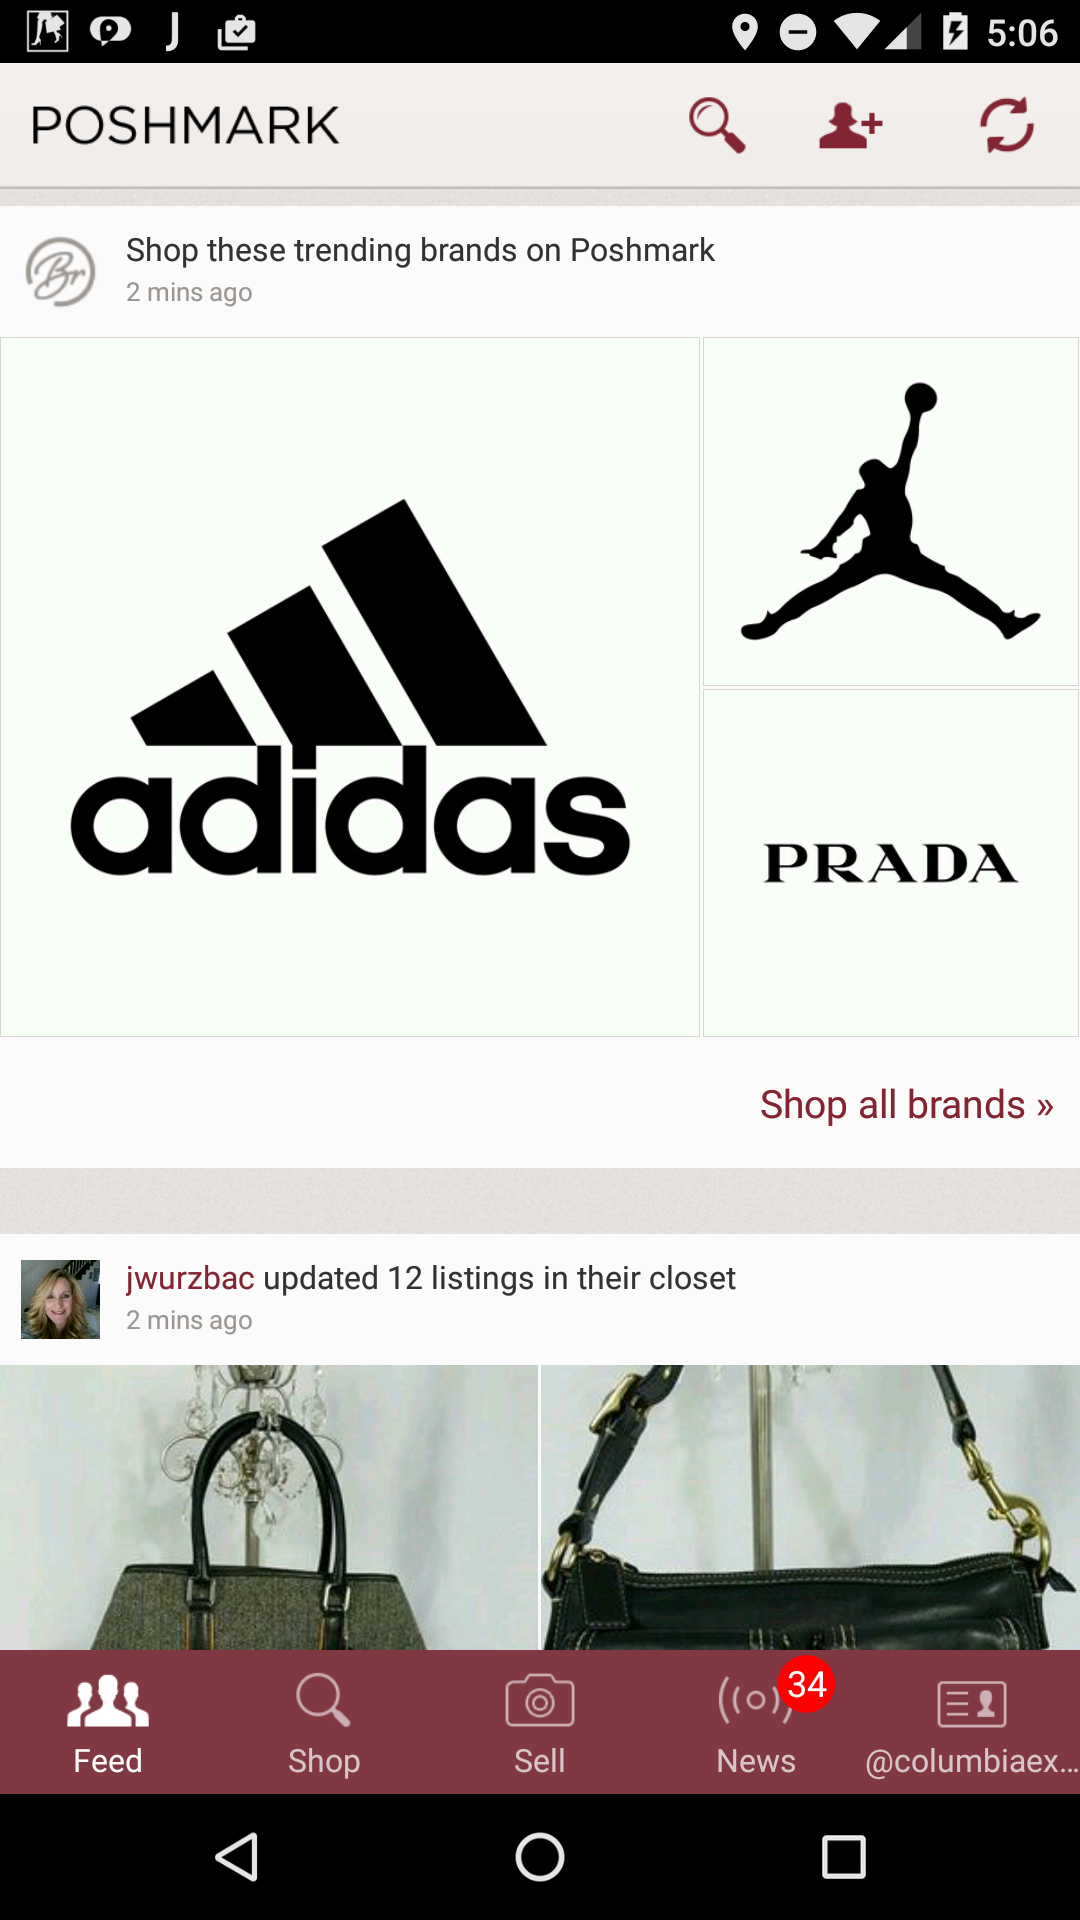 5:06
POSHMARK
Br
Shop these trending brands on Poshmark
2 mins ago
adidas
PRADA
Shop all brands »
jwurzbac updated 12 listings in their closet
2 mins ago
34
Feed
Shop
Sell
News
@columbiaex...